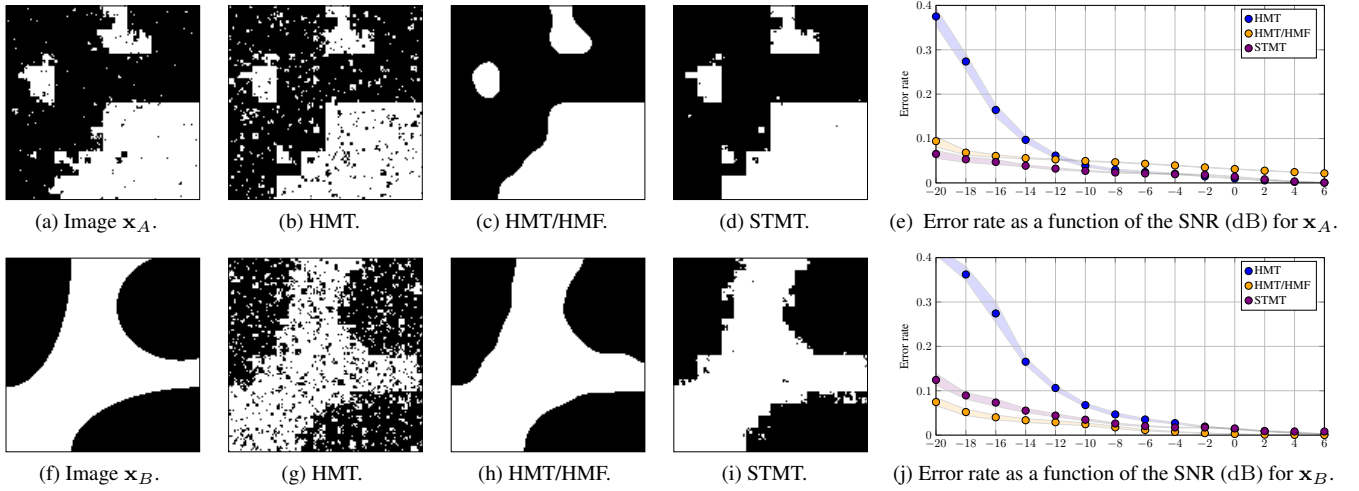 0.4
0.3
0.2
0.1
0
Error rate
HMT
HMT/HMF
STMT
−20 −18 −16 −14 −12 −10 −8 −6 −4 −2 0 2 4 6
(a) Image x_A.
(b) HMT.
(c) HMT/HMF.
(d) STMT.
(e) Error rate as a function of the SNR (dB) for x_A.
0.4
0.3
0.2
0.1
0
Error rate
HMT
HMT/HMF
STMT
−20 −18 −16 −14 −12 −10 −8 −6 −4 −2 0 2 4 6
(f) Image x_B.
(g) HMT.
(h) HMT/HMF.
(i) STMT.
(j) Error rate as a function of the SNR (dB) for x_B.